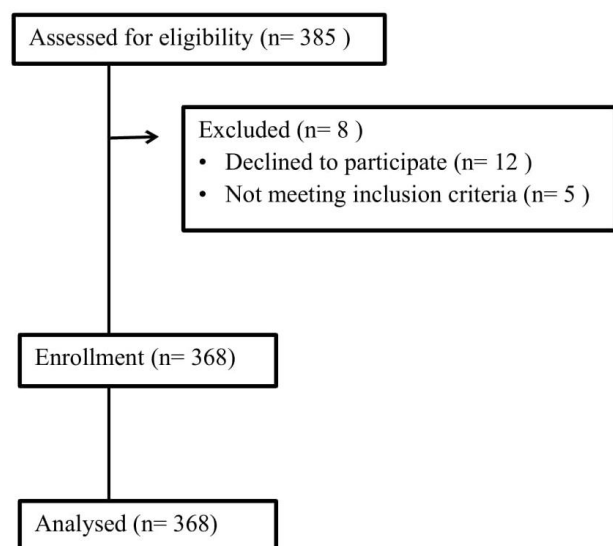 Assessed for eligibility (n= 385 )
Excluded (n= 8 )
• Declined to participate (n= 12 )
• Not meeting inclusion criteria (n= 5 )
Enrollment (n= 368)
Analysed (n= 368)